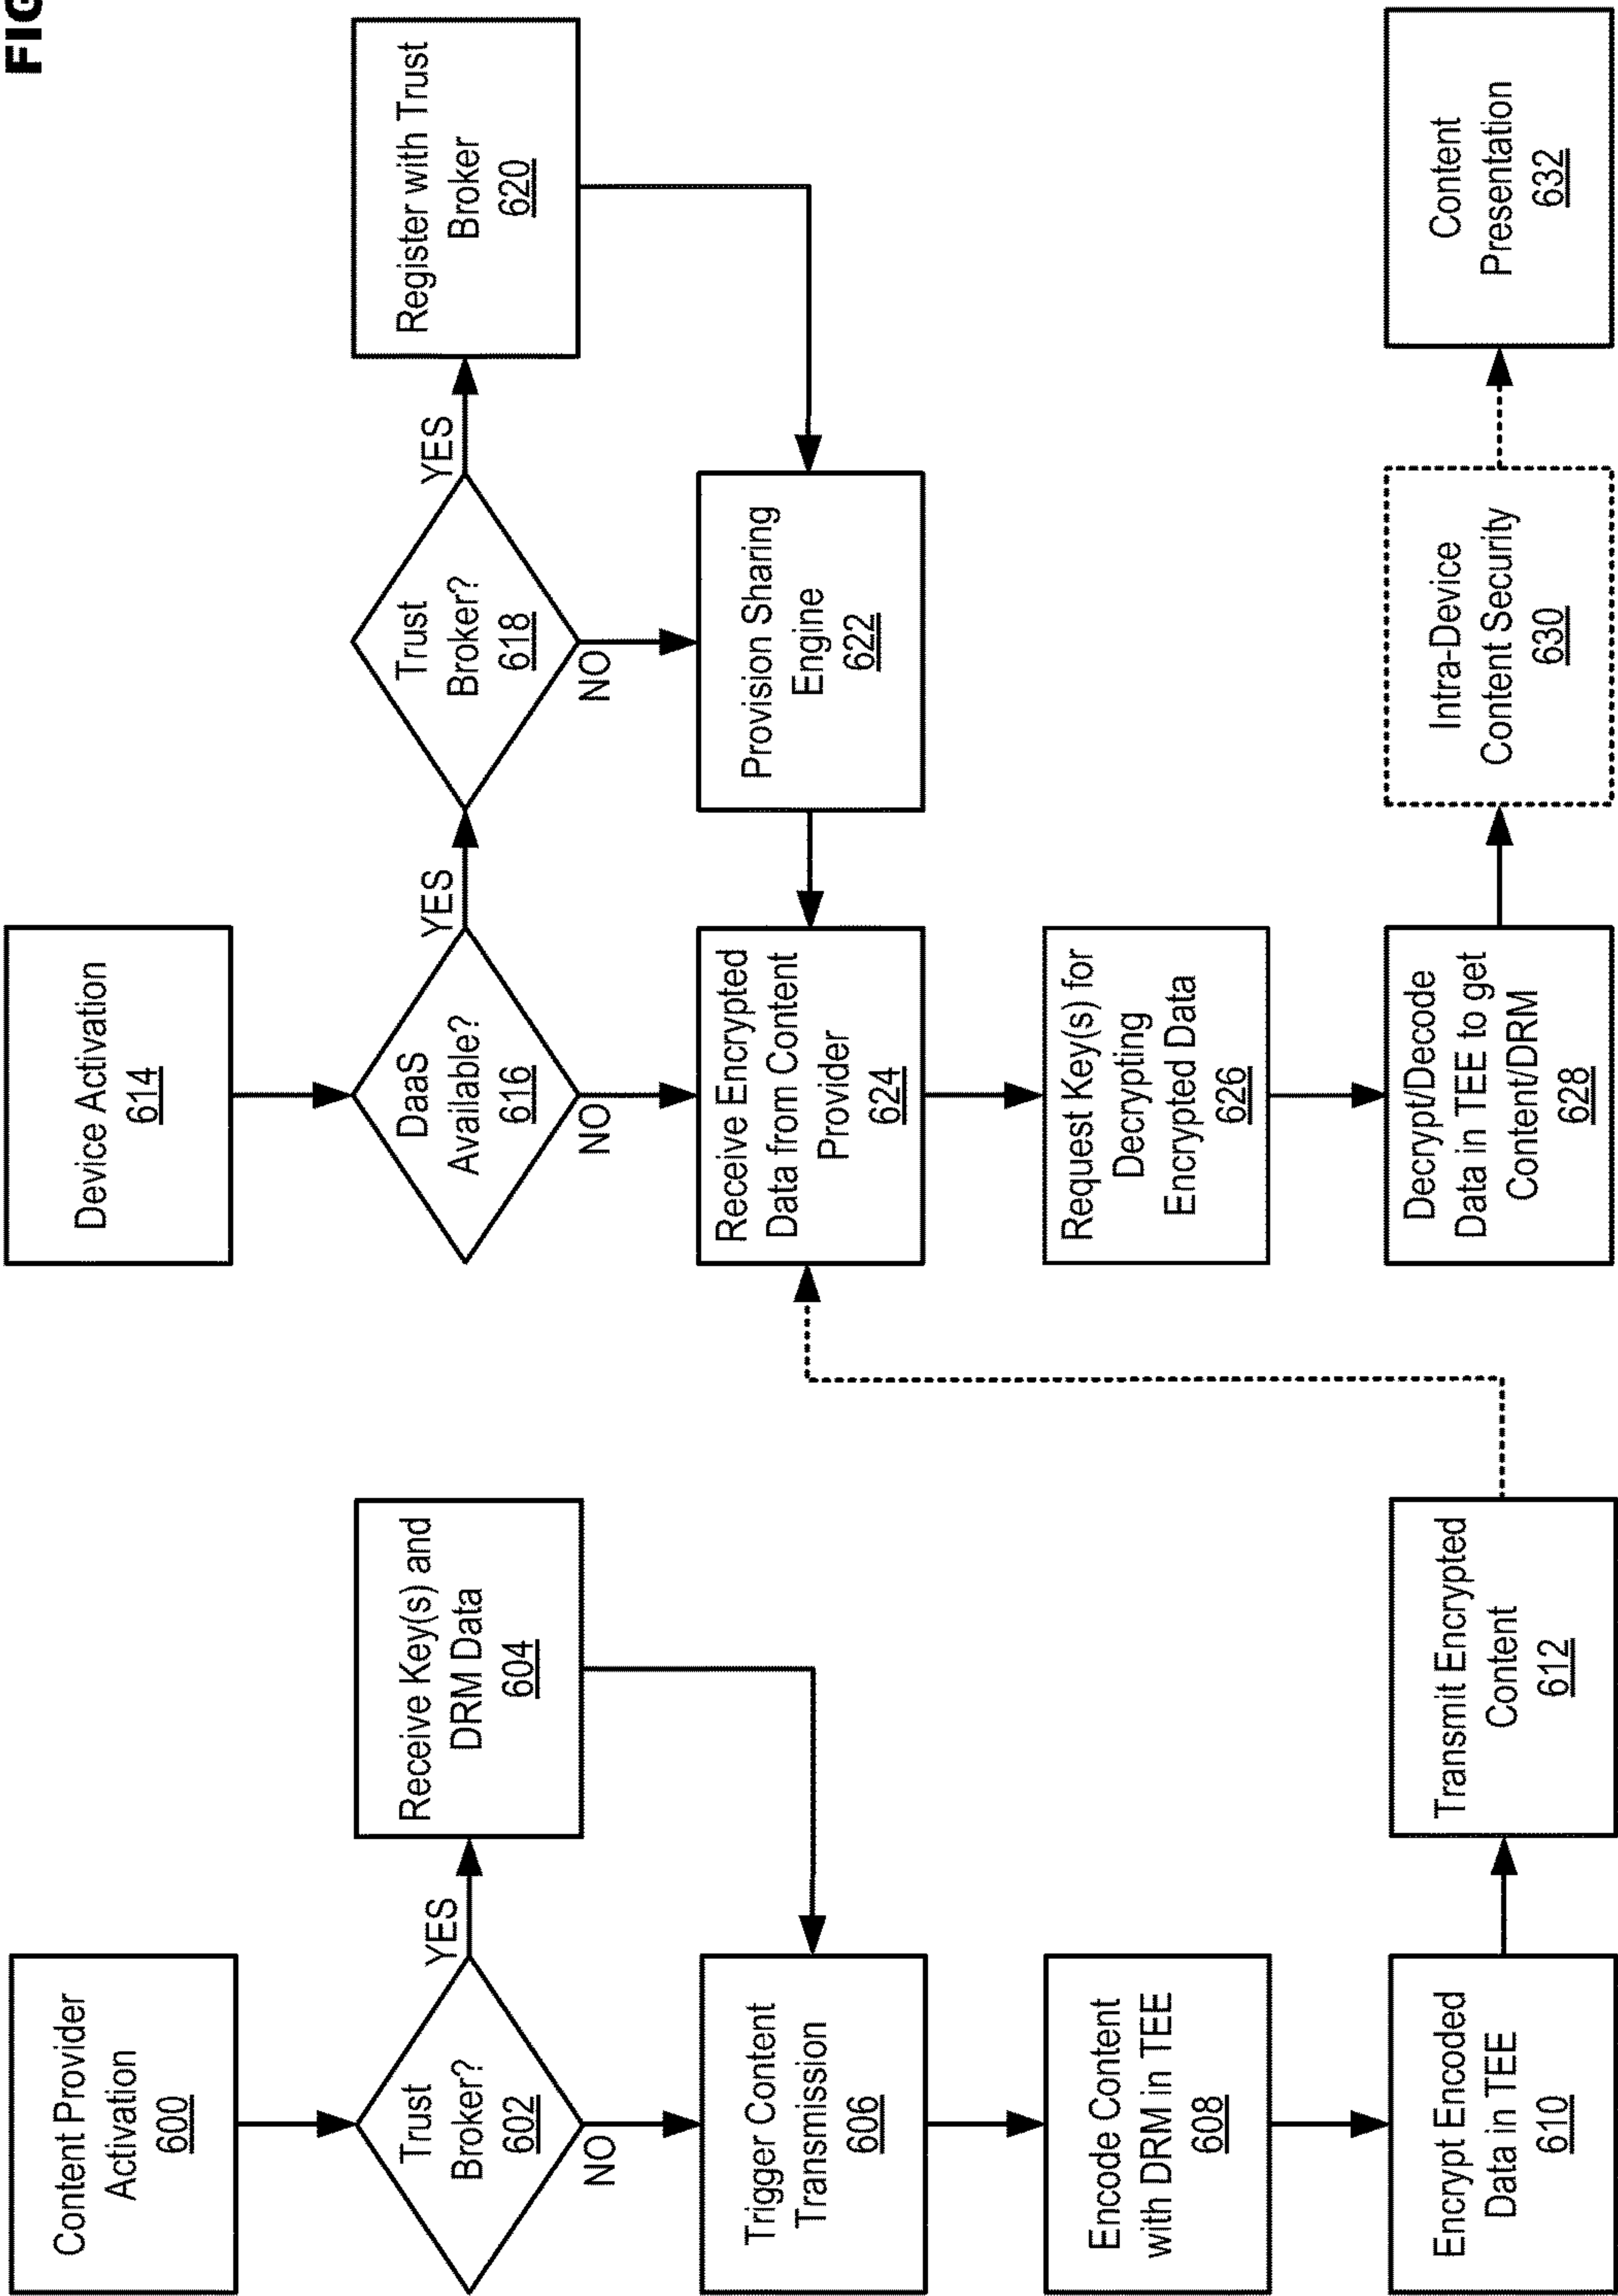 FIG
Content Provider
Activation
600
Trust
Broker?
602
YES
NO
Receive Key(s) and
DRM Data
604
Trigger Content
Transmission
606
Encode Content
with DRM in TEE
608
Encrypt Encoded
Data in TEE
610
Transmit Encrypted
Content
612
Device Activation
614
DaaS
Available?
616
YES
NO
Trust
Broker?
618
YES
NO
Register with Trust
Broker
620
Provision Sharing
Engine
622
Receive Encrypted
Data from Content
Provider
624
Request Key(s) for
Decrypting
Encrypted Data
626
Decrypt/Decode
Data in TEE to get
Content/DRM
628
Intra-Device
Content Security
630
Content
Presentation
632